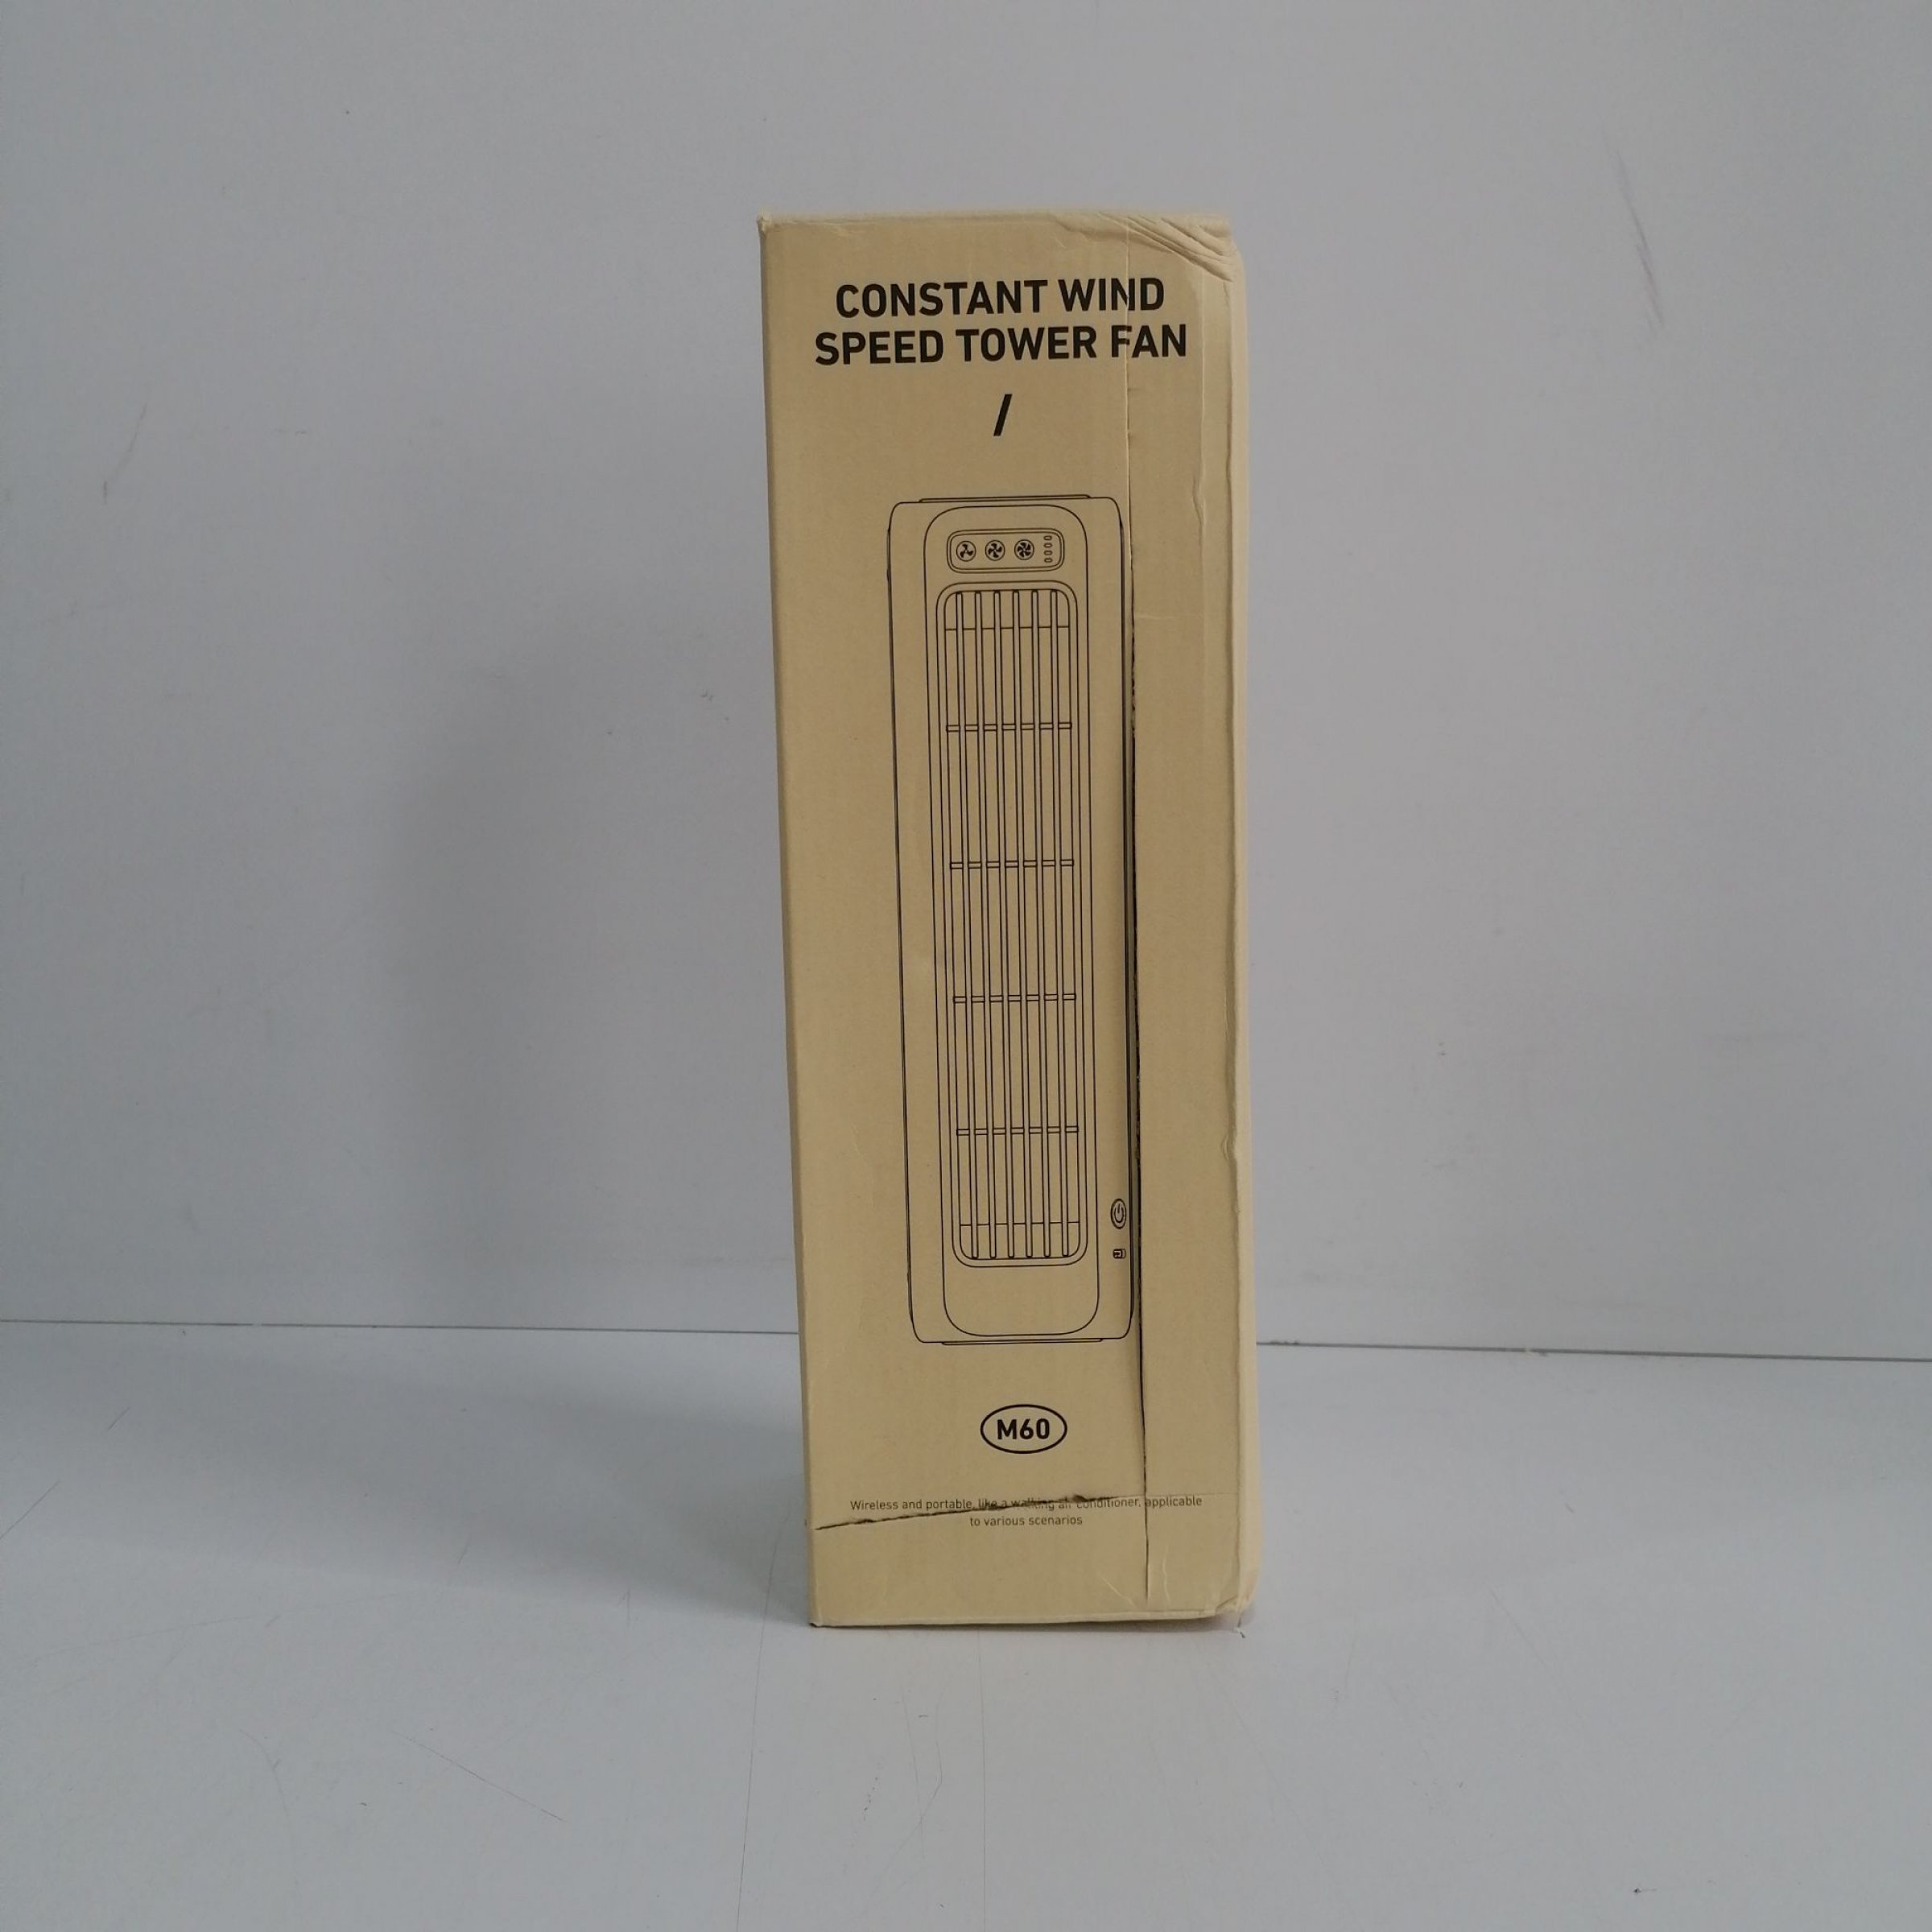 CONSTANT WIND
SPEED TOWER FAN
/
M60
Wireless and portable, like a walking air conditioner, applicable
to various scenarios